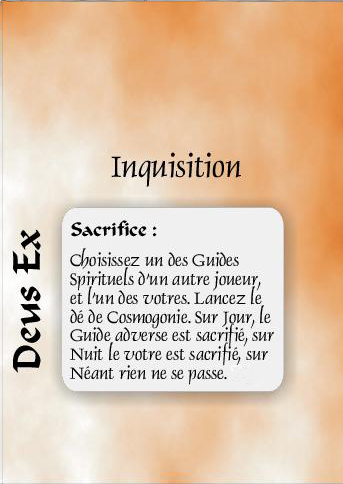 Inquisition
Deus Ex
Sacrifice :
Choisissez un des Guides
Spirituels d'un autre joueur,
et l'un des votres. Lancez le
dé de Cosmogonie. Sur Jour, le
Guide adverse est sacrifié, sur
Nuit le votre est sacrifié, sur
Néant rien ne se passe.